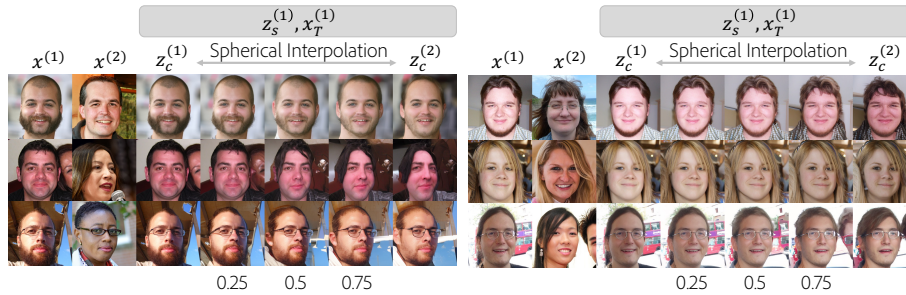 z_s^{(1)}, x_T^{(1)}
x^{(1)} x^{(2)} z_c^{(1)} Spherical Interpolation z_c^{(2)}
0.25 0.5 0.75
z_s^{(1)}, x_T^{(1)}
x^{(1)} x^{(2)} z_c^{(1)} Spherical Interpolation z_c^{(2)}
0.25 0.5 0.75